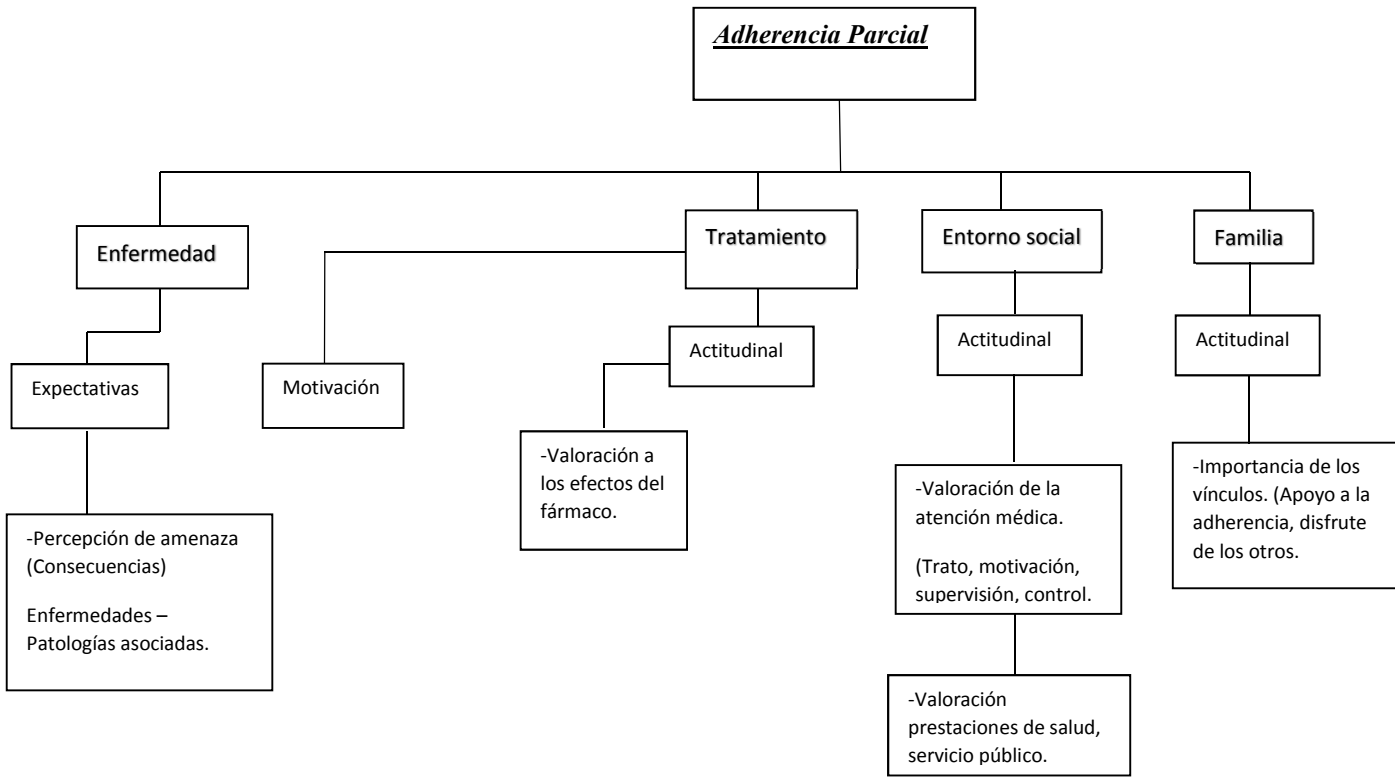 Adherencia Parcial
Enfermedad
Tratamiento
Entorno social
Familia
Expectativas
Motivación
Actitudinal
Actitudinal
Actitudinal
-Percepción de amenaza
(Consecuencias)
Enfermedades –
Patologías asociadas.
-Valoración a
los efectos del
fármaco.
-Valoración de la
atención médica.
(Trato, motivación,
supervisión, control.
-Valoración
prestaciones de salud,
servicio público.
-Importancia de los
vínculos. (Apoyo a la
adherencia, disfrute
de los otros.